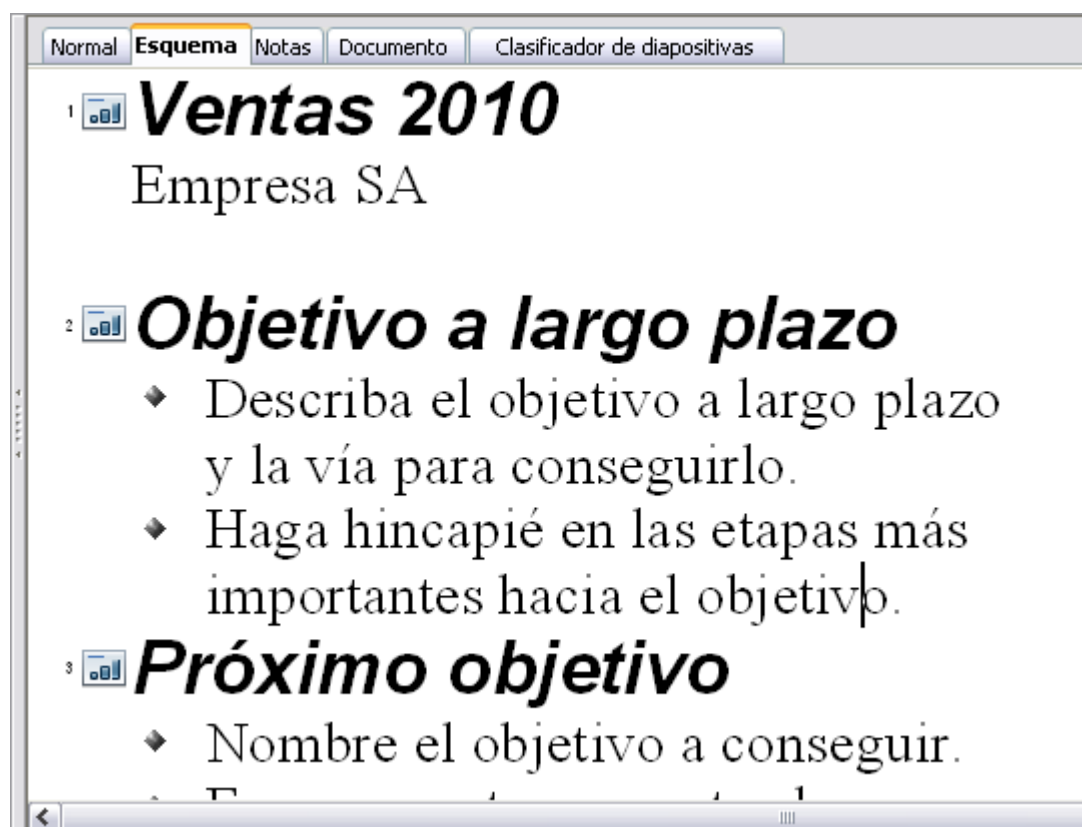 Normal Esquema Notas Documento Clasificador de diapositivas
1 Ventas 2010
Empresa SA
2 Objetivo a largo plazo
Describa el objetivo a largo plazo
y la vía para conseguirlo.
Haga hincapié en las etapas más
importantes hacia el objetivo.
3 Próximo objetivo
Nombre el objetivo a conseguir.